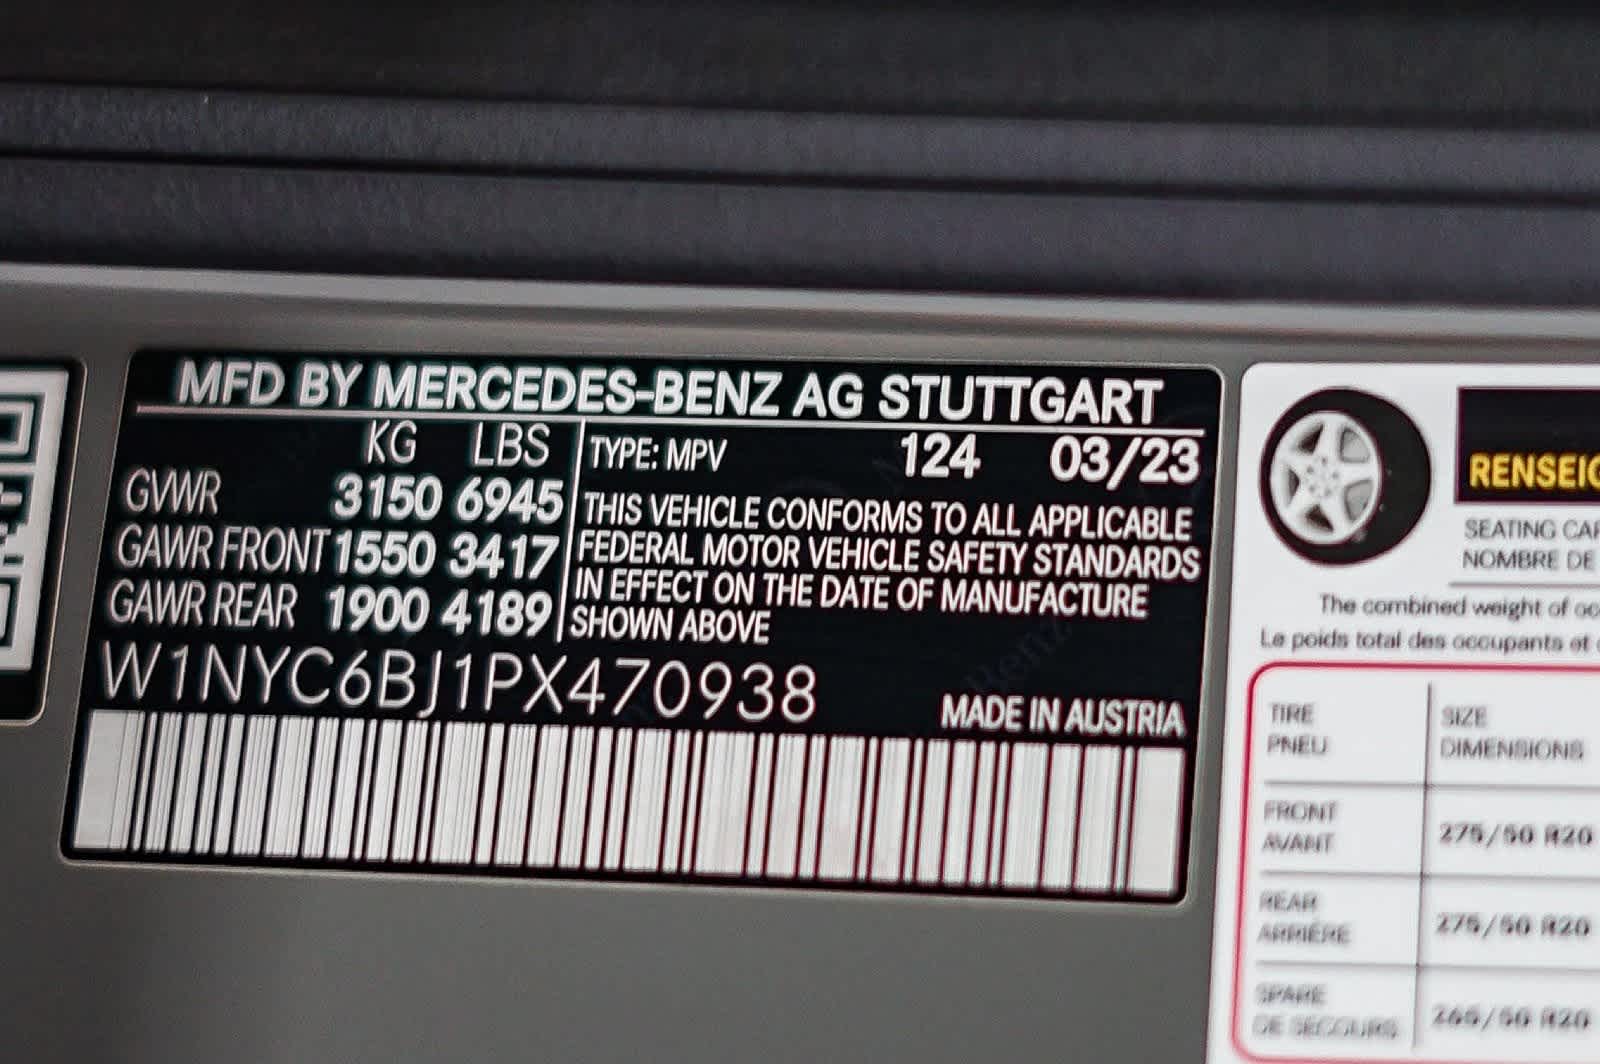 MFD BY MERCEDES-BENZ AG STUTTGART
KG LBS
GVWR 3150 6945
GAWR FRONT 1550 3417
GAWR REAR 1900 4189
TYPE: MPV 124 03/23
THIS VEHICLE CONFORMS TO ALL APPLICABLE
FEDERAL MOTOR VEHICLE SAFETY STANDARDS
IN EFFECT ON THE DATE OF MANUFACTURE
SHOWN ABOVE
W1NYC6BJ1PX470938
MADE IN AUSTRIA
RENSEIG
SEATING CAP
NOMBRE DE
The combined weight of oc
Le poids total des occupants et
TIRE SIZE
PNEU DIMENSIONS
FRONT
AVANT 275/50 R20
REAR
ARRIÈRE 275/50 R20
SPARE
DE SECOURS 265/50 R20